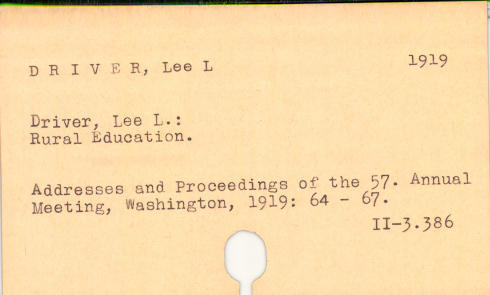 D R I V E R, Lee L 1919
Driver, Lee L.:
Rural Education.
Addresses and Proceedings of the 57. Annual
Meeting, Washington, 1919: 64 - 67.
II-3.386